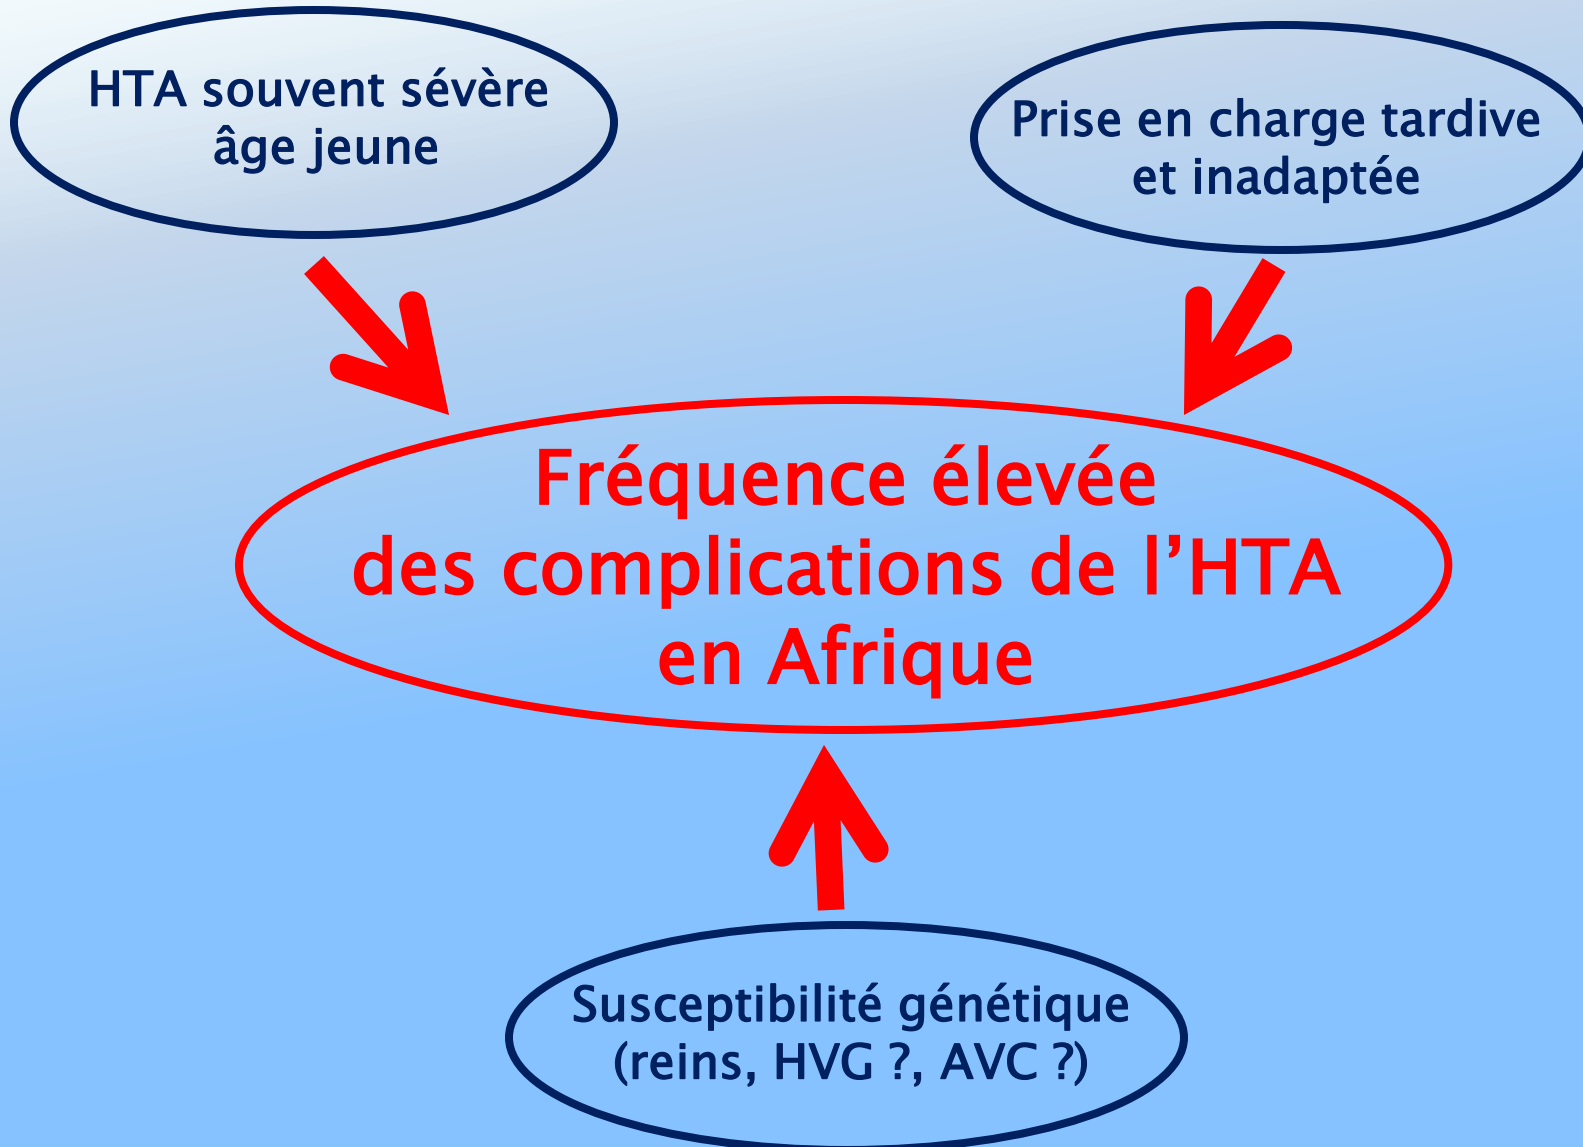 HTA souvent sévère
âge jeune
Prise en charge tardive
et inadaptée
Fréquence élevée
des complications de l’HTA
en Afrique
Susceptibilité génétique
(reins, HVG ?, AVC ?)